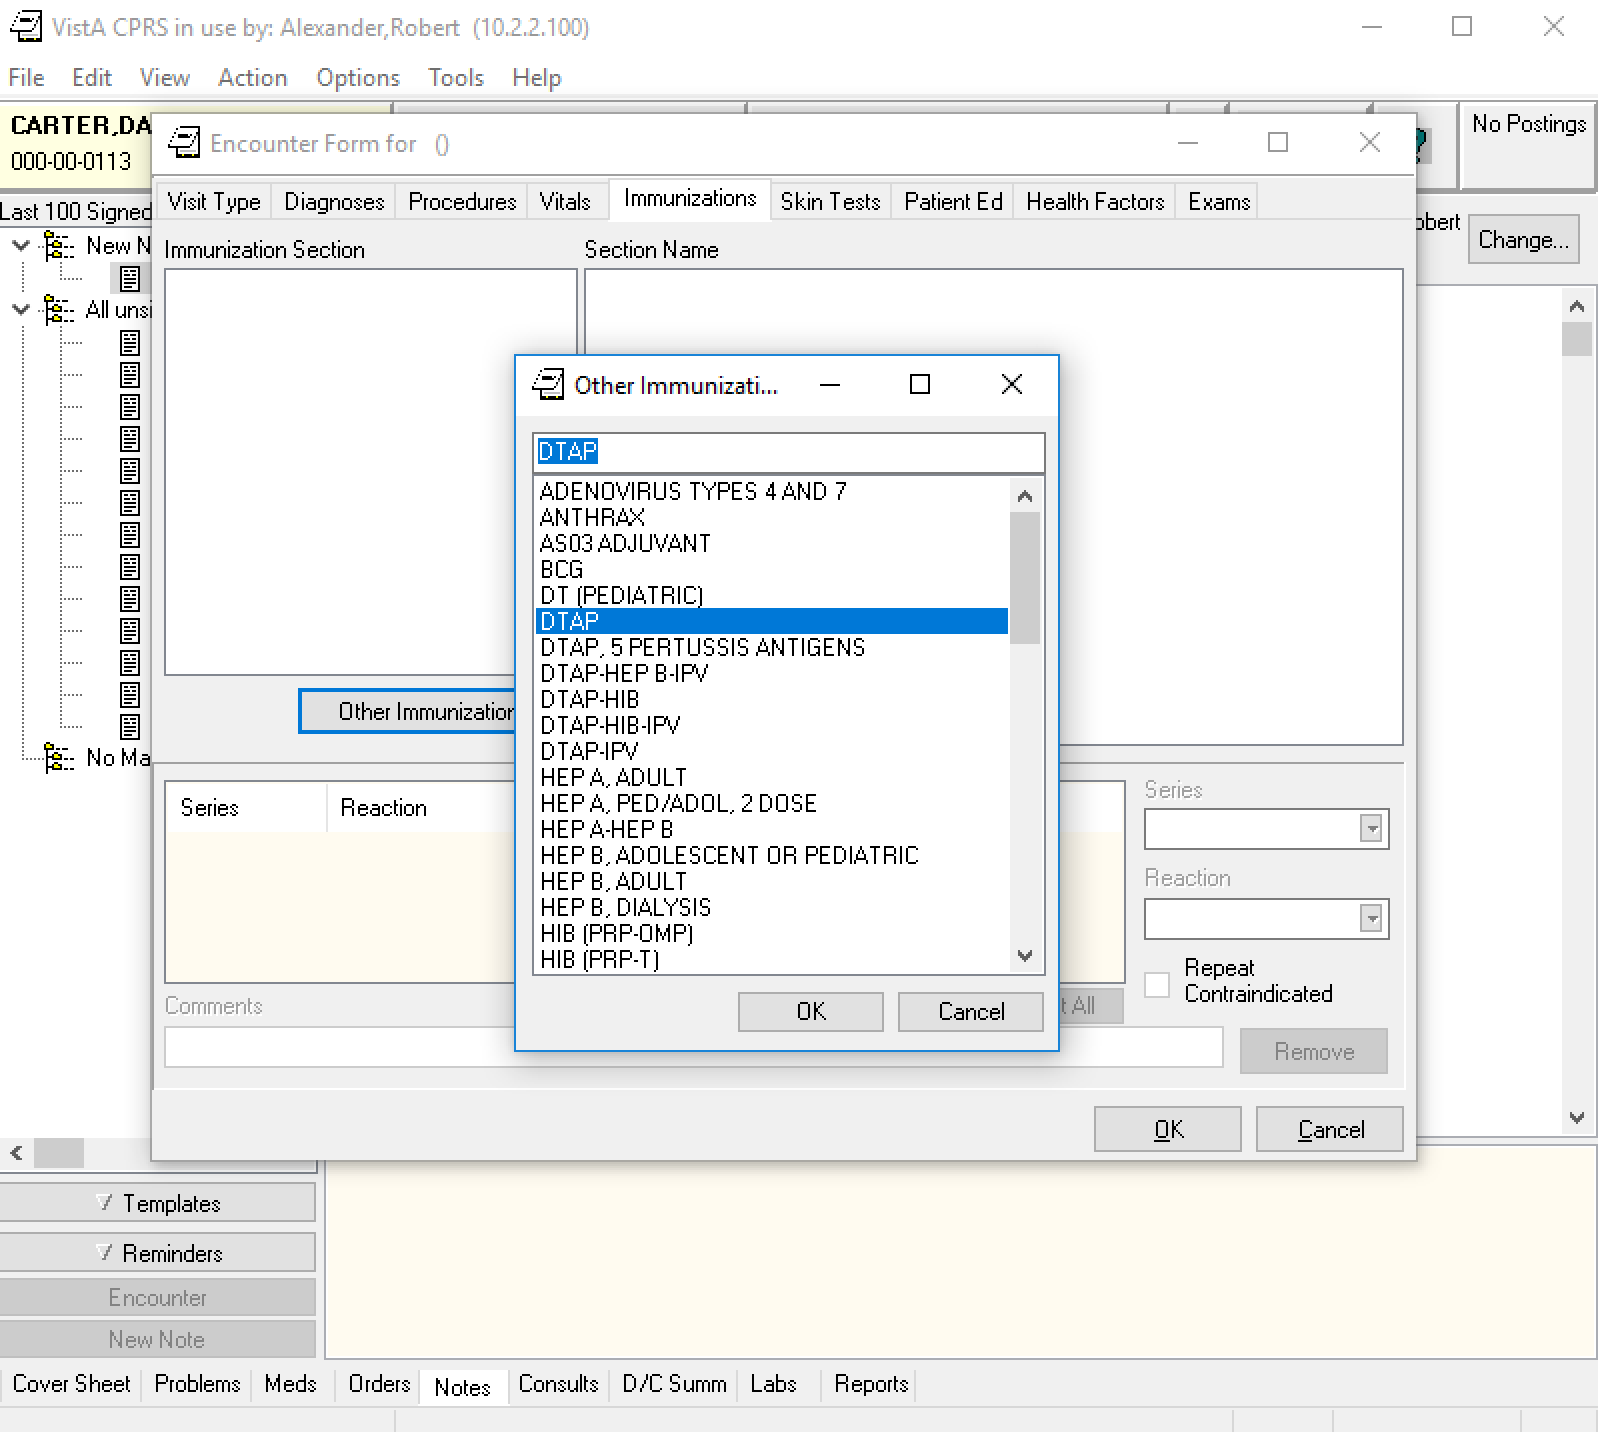 VistA CPRS in use by: Alexander,Robert (10.2.2.100)
File Edit View Action Options Tools Help
CARTER,DA
000-00-0113
No Postings
Last 100 Signed
New N
All unsi
No Ma
Change...
Encounter Form for ()
Visit Type Diagnoses Procedures Vitals Immunizations Skin Tests Patient Ed Health Factors Exams
Immunization Section
Section Name
Other Immunization
Other Immunizati...
DTAP
ADENOVIRUS TYPES 4 AND 7
ANTHRAX
AS03 ADJUVANT
BCG
DT (PEDIATRIC)
DTAP
DTAP, 5 PERTUSSIS ANTIGENS
DTAP-HEP B-IPV
DTAP-HIB
DTAP-HIB-IPV
DTAP-IPV
HEP A, ADULT
HEP A, PED/ADOL, 2 DOSE
HEP A-HEP B
HEP B, ADOLESCENT OR PEDIATRIC
HEP B, ADULT
HEP B, DIALYSIS
HIB (PRP-OMP)
HIB (PRP-T)
OK Cancel
Series Reaction
Series
Reaction
Repeat
Contraindicated
Comments
All
Remove
OK Cancel
Templates
Reminders
Encounter
New Note
Cover Sheet Problems Meds Orders Notes Consults D/C Summ Labs Reports